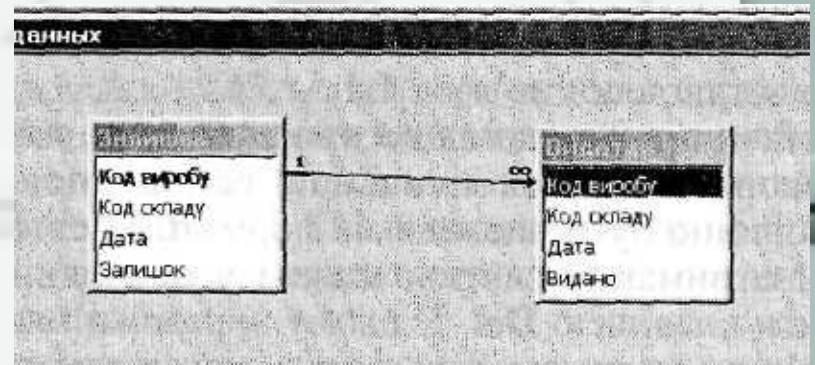 данных
Код виробу
Код складу
Дата
Залишок
1
∞
Код виробу
Код складу
Дата
Видано